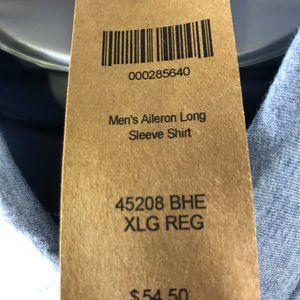 000285640
Men's Aileron Long
Sleeve Shirt
45208 BHE
XLG REG
$54.50